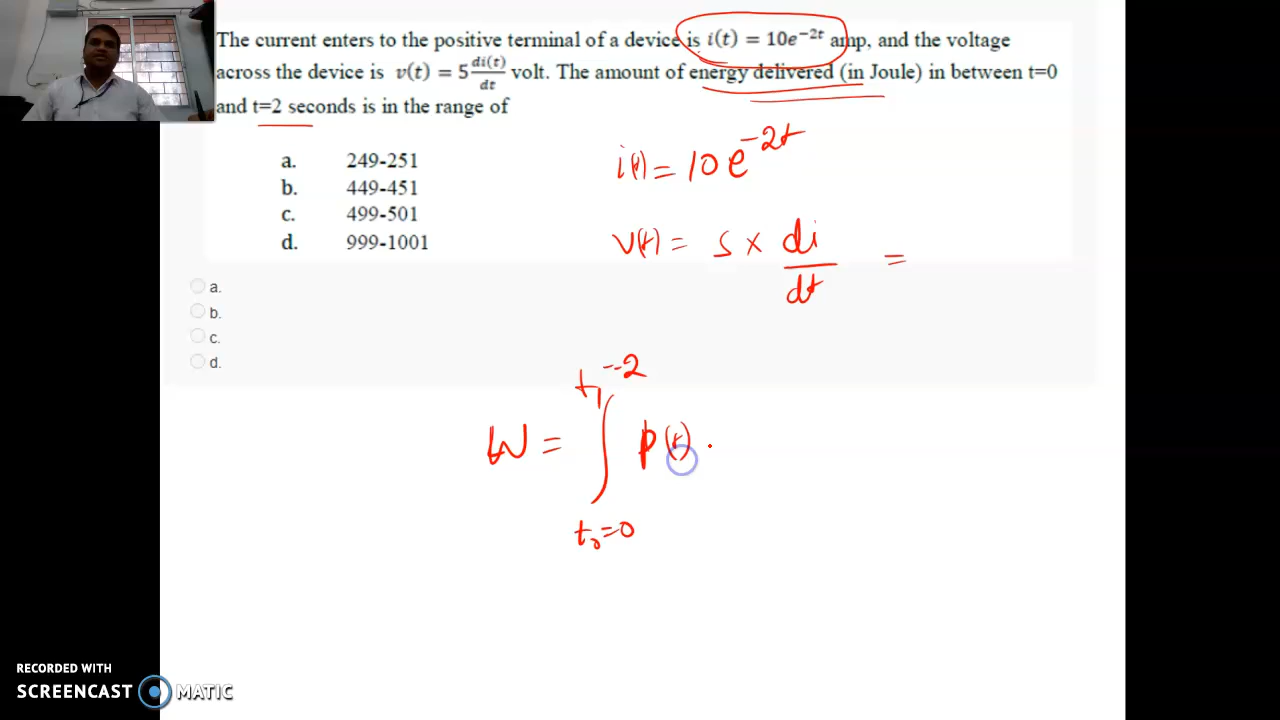 The current enters to the positive terminal of a device is i(t) = 10e^{-2t} amp, and the voltage
across the device is v(t) = 5 di(t)/dt volt. The amount of energy delivered (in Joule) in between t=0
and t=2 seconds is in the range of
a. 249-251
b. 449-451
c. 499-501
d. 999-1001
a.
b.
c.
d.
i(t) = 10 e^{-2t}
v(t) = 5 × di/dt =
W = ∫_{t₀=0}^{t₁=2} p(t) .
RECORDED WITH
SCREENCAST MATIC